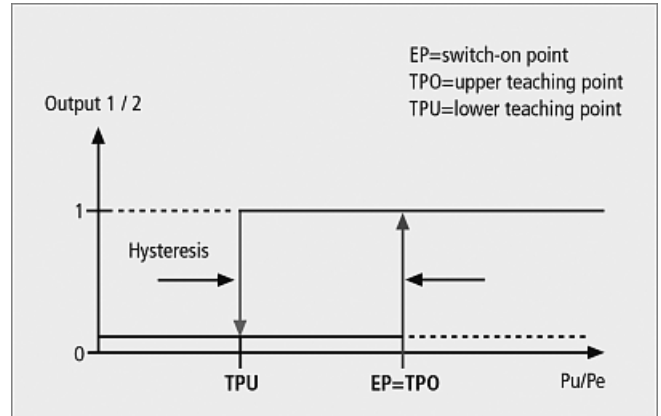 EP=switch-on point
TPO=upper teaching point
TPU=lower teaching point
Output 1 / 2
1
Hysteresis
0
TPU
EP=TPO
Pu/Pe